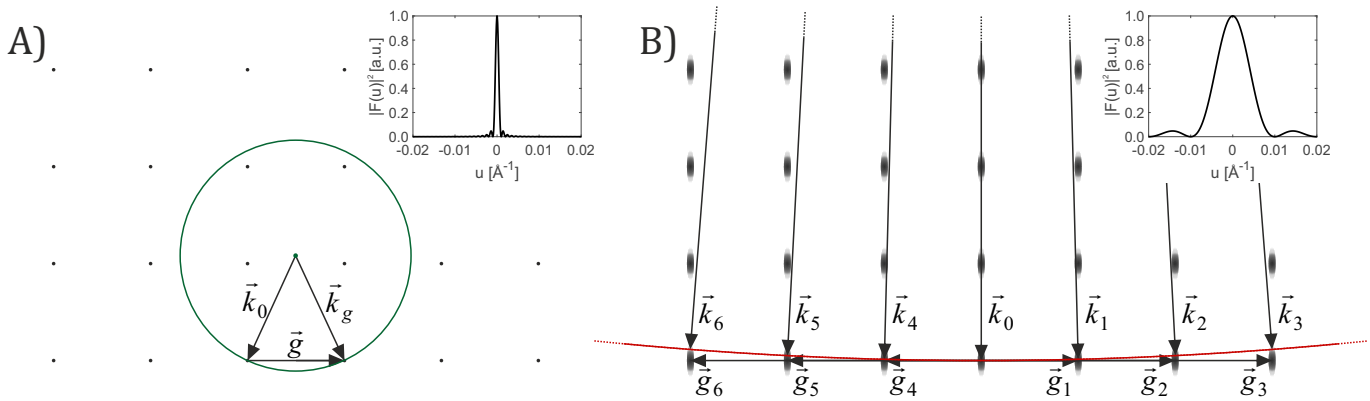 A)
|F(u)|² [a.u.]
1.0
0.8
0.6
0.4
0.2
0.0
-0.02 -0.01 0 0.01 0.02
u [Å⁻¹]
k⃗₀
k⃗g
g⃗
B)
|F(u)|² [a.u.]
1.0
0.8
0.6
0.4
0.2
0.0
-0.02 -0.01 0 0.01 0.02
u [Å⁻¹]
k⃗₆ k⃗₅ k⃗₄ k⃗₀ k⃗₁ k⃗₂ k⃗₃
g⃗₆ g⃗₅ g⃗₄ g⃗₁ g⃗₂ g⃗₃